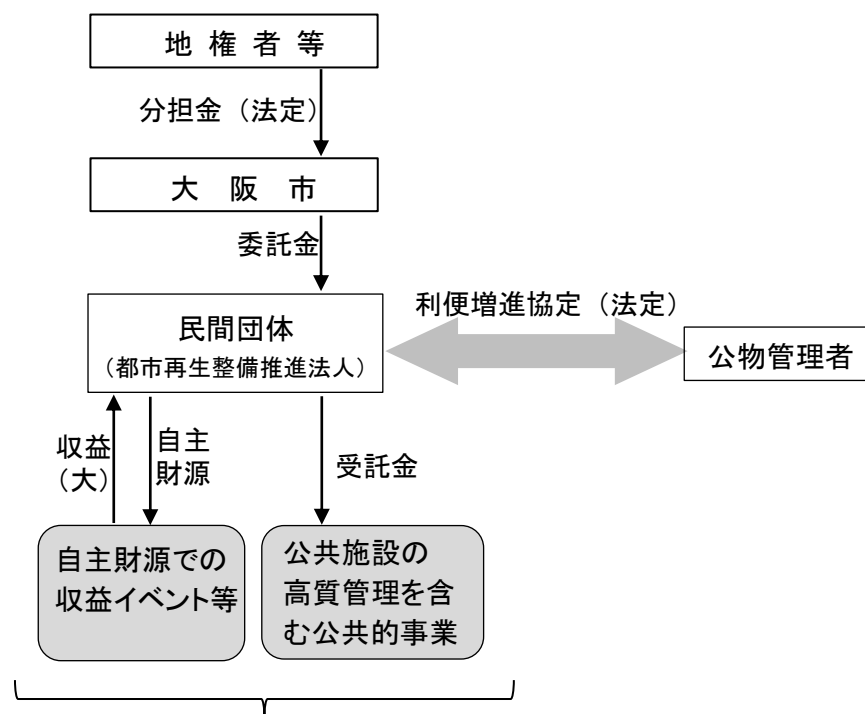 地 権 者 等
分担金（法定）
大 阪 市
委託金
利便増進協定（法定）
民間団体
（都市再生整備推進法人）
公物管理者
収益
（大）
自主
財源
受託金
自主財源での
収益イベント等
公共施設の
高質管理を含
む公共的事業